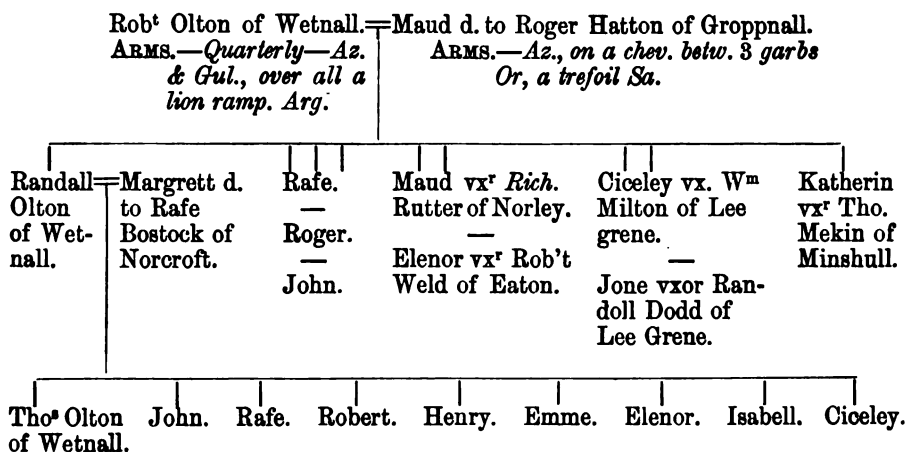 Robᵗ Olton of Wetnall.=Maud d. to Roger Hatton of Groppnall.
ARMS.—Quarterly—Az. & Gul., over all a lion ramp. Arg.
ARMS.—Az., on a chev. betw. 3 garbs Or, a trefoil Sa.
Randall=Margrett d.
Olton
of Wet-
nall.
to Rafe
Bostock of
Norcroft.
Rafe.
—
Roger.
—
John.
Maud vxʳ Rich.
Rutter of Norley.
—
Elenor vxʳ Rob't
Weld of Eaton.
Ciceley vx. Wᵐ
Milton of Lee
grene.
—
Jone vxor Ran-
doll Dodd of
Lee Grene.
Katherin
vxʳ Tho.
Mekin of
Minshull.
Thoˢ Olton
of Wetnall.
John.
Rafe.
Robert.
Henry.
Emme.
Elenor.
Isabell.
Ciceley.